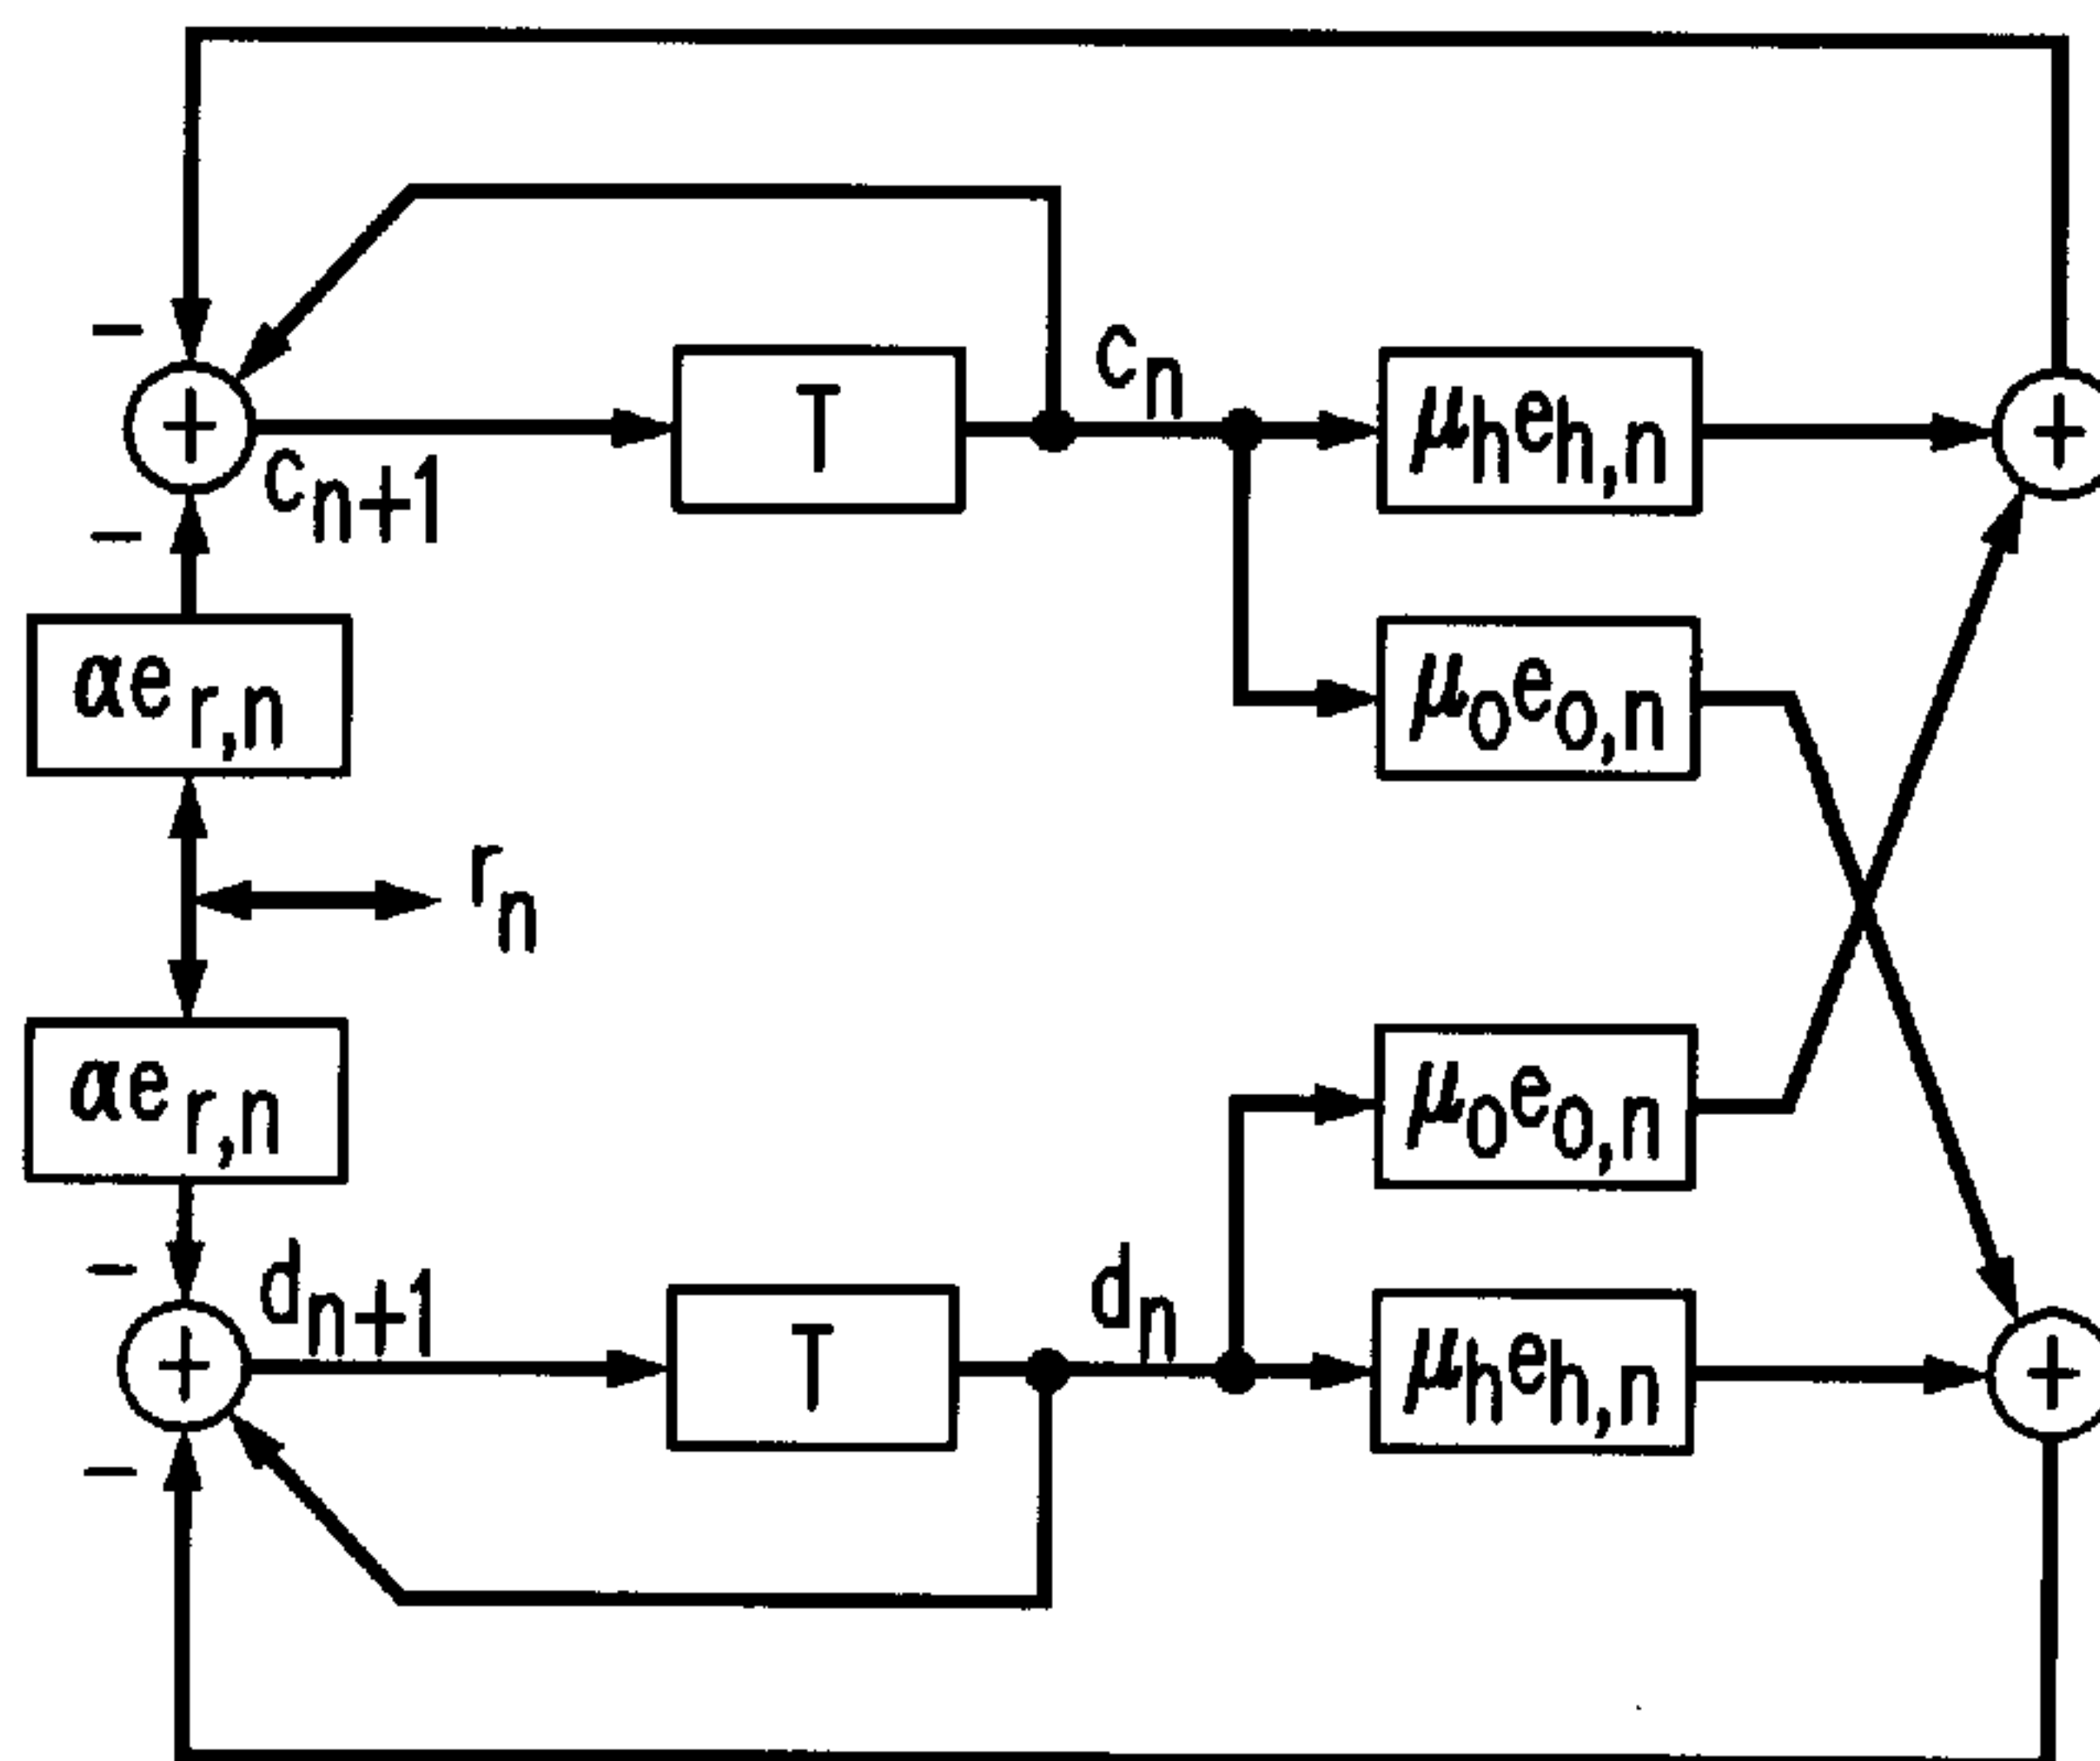 −
+
−
c_{n+1}
T
c_n
μ_h e_{h,n}
+
αe_{r,n}
μ_o e_{o,n}
r_n
αe_{r,n}
μ_o e_{o,n}
−
+
−
d_{n+1}
T
d_n
μ_h e_{h,n}
+